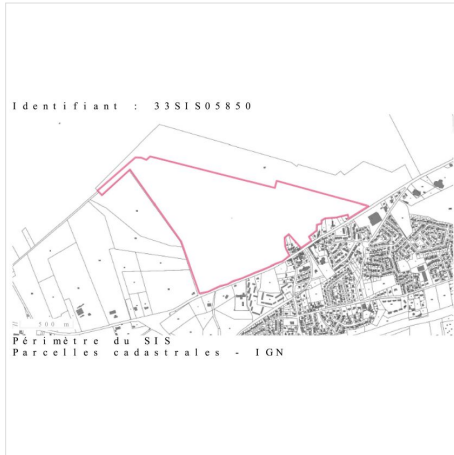 Identifiant : 33SIS05850
500 m
Périmètre du SIS
Parcelles cadastrales - IGN